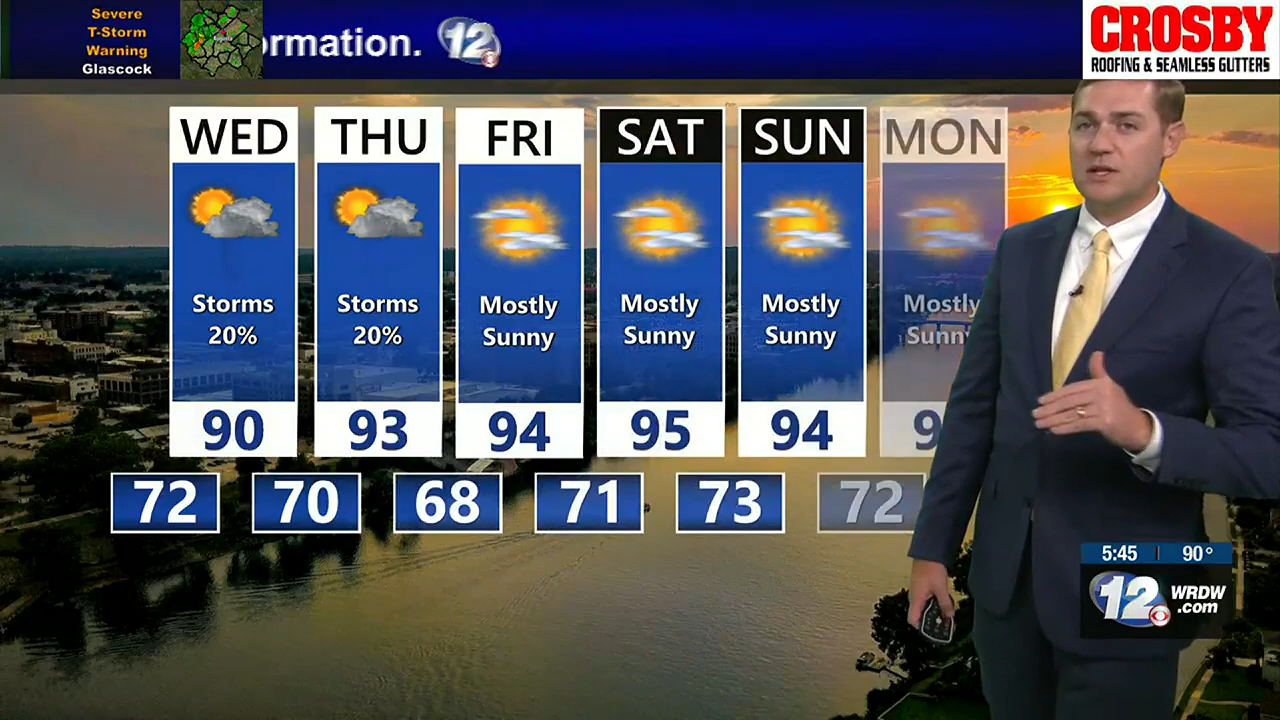 Severe
T-Storm
Warning
Glascock
ormation. 12
CROSBY
ROOFING & SEAMLESS GUTTERS
WED THU FRI SAT SUN MON
Storms Storms Mostly Mostly Mostly Mostly
20% 20% Sunny Sunny Sunny Sunny
90 93 94 95 94 9
72 70 68 71 73 72
5:45 90°
12 WRDW
.com